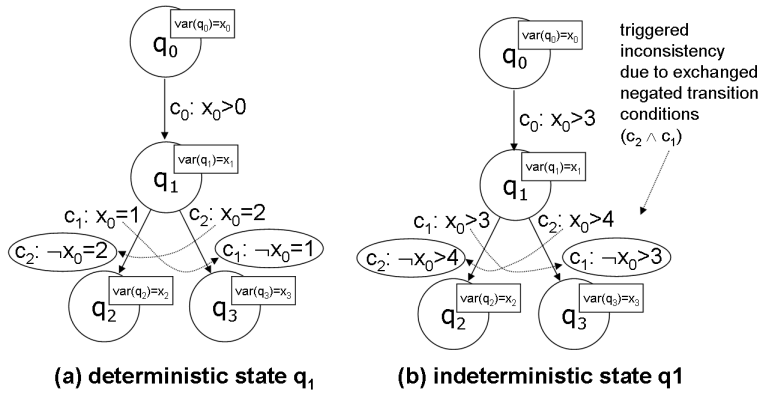 var(q₀)=x₀
q₀
c₀: x₀>0
var(q₁)=x₁
q₁
c₁: x₀=1
c₂: x₀=2
c₂: ¬x₀=2
c₁: ¬x₀=1
var(q₂)=x₂
q₂
var(q₃)=x₃
q₃
(a) deterministic state q₁
var(q₀)=x₀
q₀
c₀: x₀>3
var(q₁)=x₁
q₁
c₁: x₀>3
c₂: x₀>4
c₂: ¬x₀>4
c₁: ¬x₀>3
var(q₂)=x₂
q₂
var(q₃)=x₃
q₃
(b) indeterministic state q1
triggered
inconsistency
due to exchanged
negated transition
conditions
(c₂ ∧ c₁)